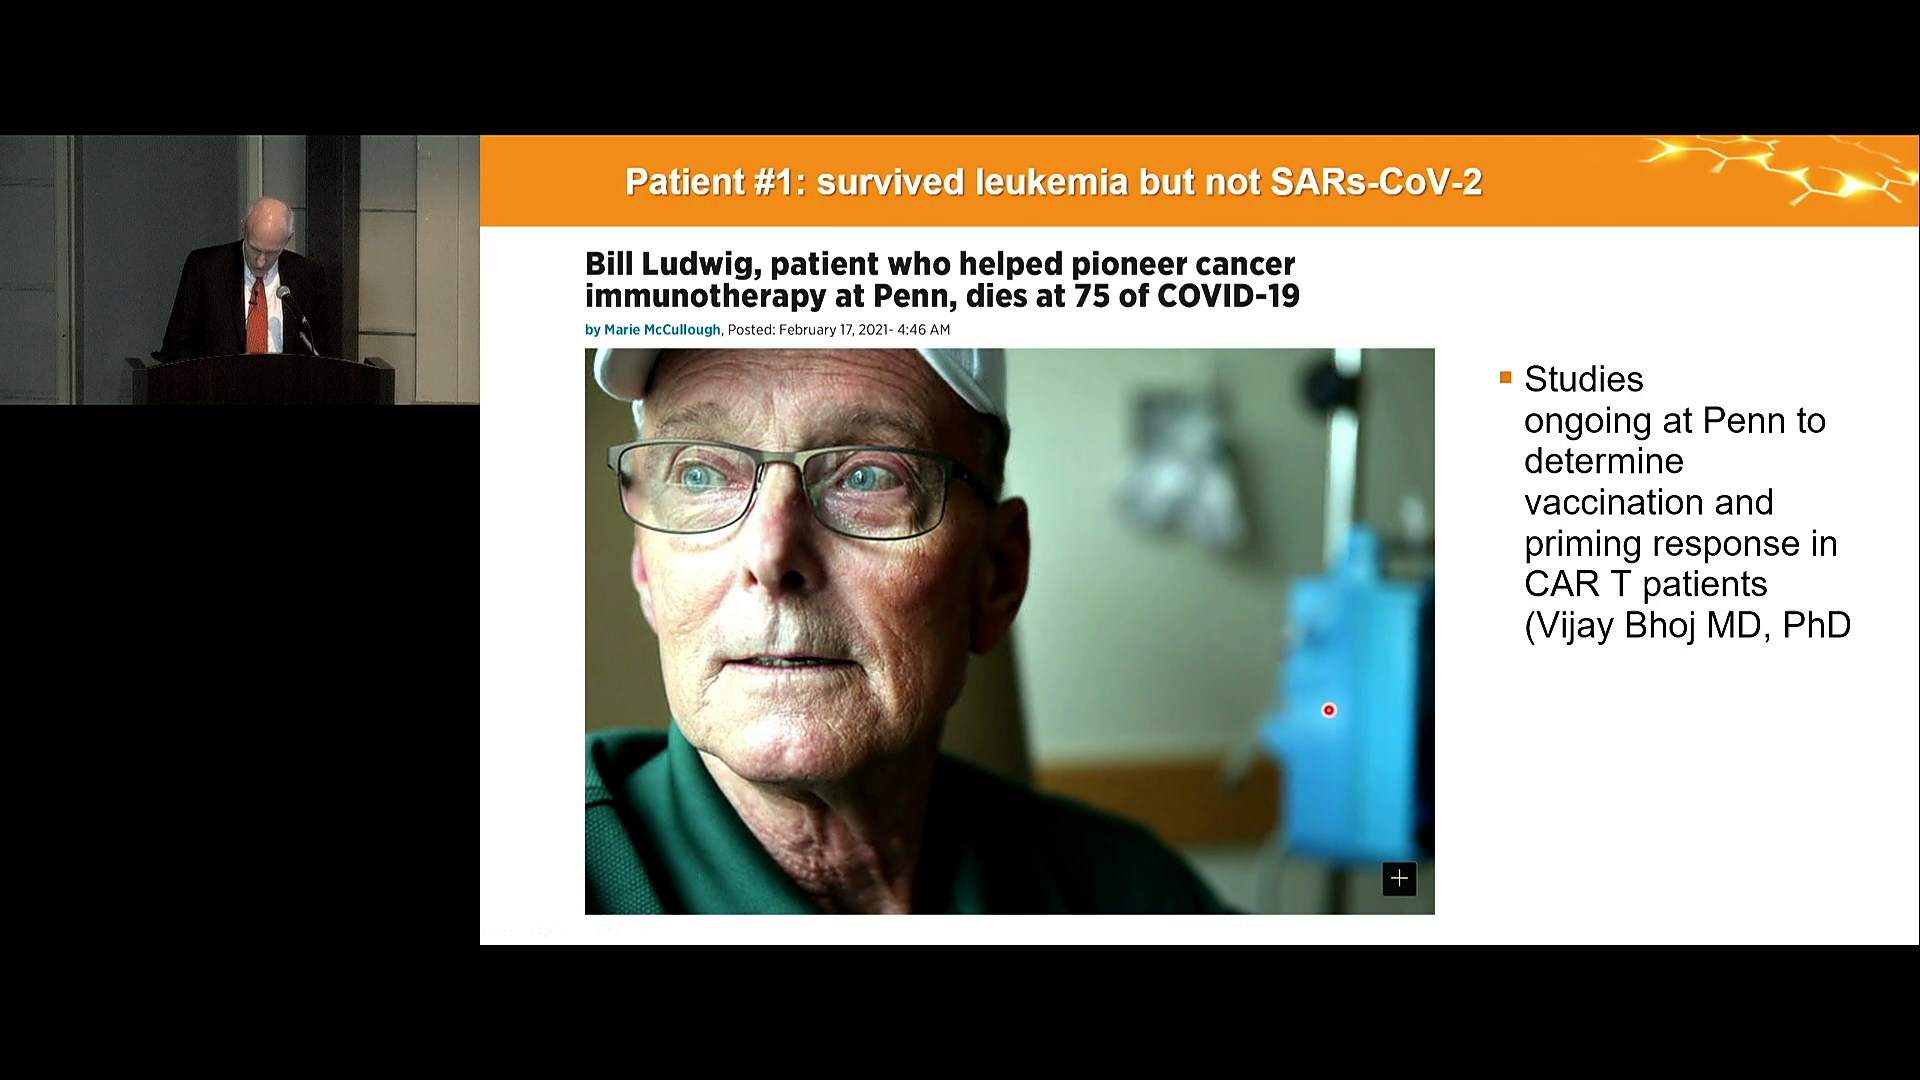 Patient #1: survived leukemia but not SARs-CoV-2
Bill Ludwig, patient who helped pioneer cancer
immunotherapy at Penn, dies at 75 of COVID-19
by Marie McCullough, Posted: February 17, 2021- 4:46 AM
Studies
ongoing at Penn to
determine
vaccination and
priming response in
CAR T patients
(Vijay Bhoj MD, PhD